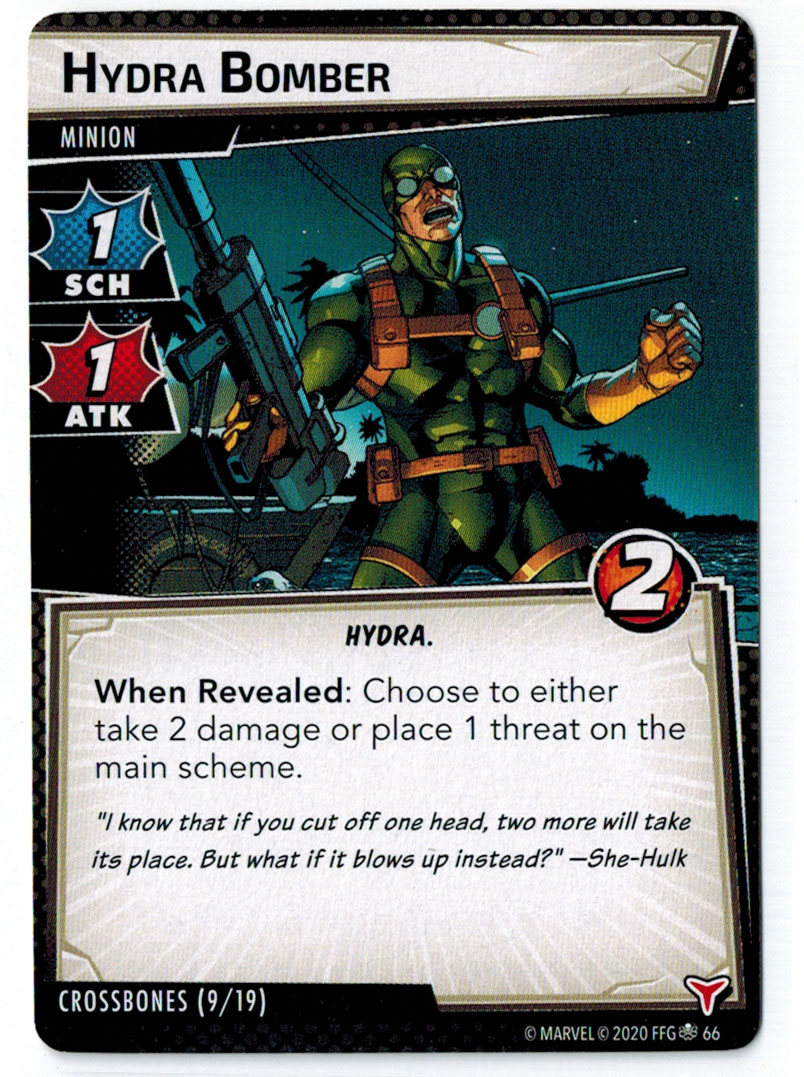 HYDRA BOMBER
MINION
1
SCH
1
ATK
2
HYDRA.
When Revealed: Choose to either
take 2 damage or place 1 threat on the
main scheme.
"I know that if you cut off one head, two more will take
its place. But what if it blows up instead?" —She-Hulk
CROSSBONES (9/19)
© MARVEL © 2020 FFG 66